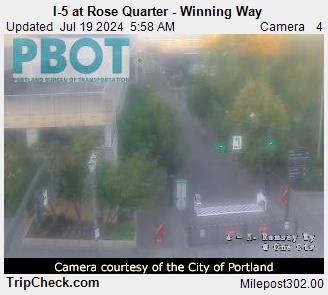 I-5 at Rose Quarter - Winning Way
Updated Jul 19 2024 5:58 AM Camera 4
PBOT
PORTLAND BUREAU OF TRANSPORTATION
Camera courtesy of the City of Portland
TripCheck.com Milepost302.00